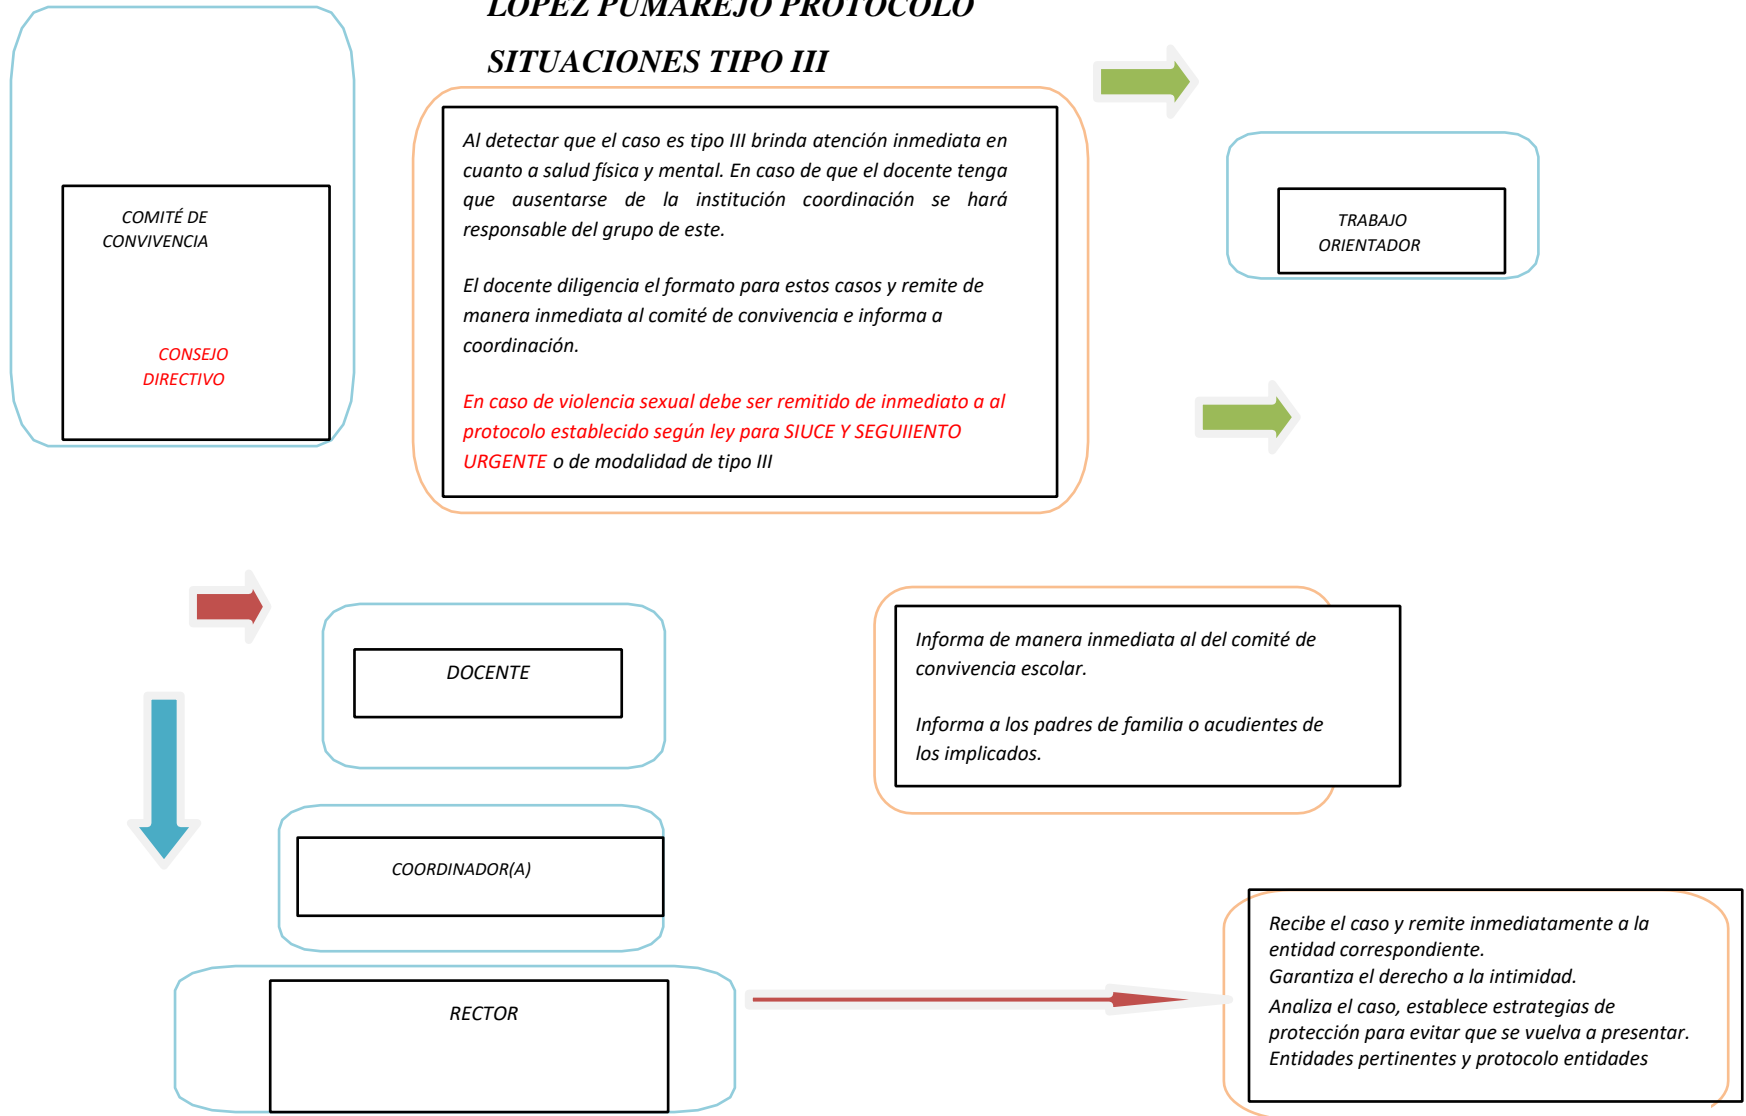 LOPEZ PUMAREJO PROTOCOLO
SITUACIONES TIPO III
COMITÉ DE
CONVIVENCIA
CONSEJO
DIRECTIVO
Al detectar que el caso es tipo III brinda atención inmediata en
cuanto a salud física y mental. En caso de que el docente tenga
que ausentarse de la institución coordinación se hará
responsable del grupo de este.
El docente diligencia el formato para estos casos y remite de
manera inmediata al comité de convivencia e informa a
coordinación.
En caso de violencia sexual debe ser remitido de inmediato a al
protocolo establecido según ley para SIUCE Y SEGUIIENTO
URGENTE o de modalidad de tipo III
TRABAJO
ORIENTADOR
DOCENTE
Informa de manera inmediata al del comité de
convivencia escolar.
Informa a los padres de familia o acudientes de
los implicados.
COORDINADOR(A)
RECTOR
Recibe el caso y remite inmediatamente a la
entidad correspondiente.
Garantiza el derecho a la intimidad.
Analiza el caso, establece estrategias de
protección para evitar que se vuelva a presentar.
Entidades pertinentes y protocolo entidades